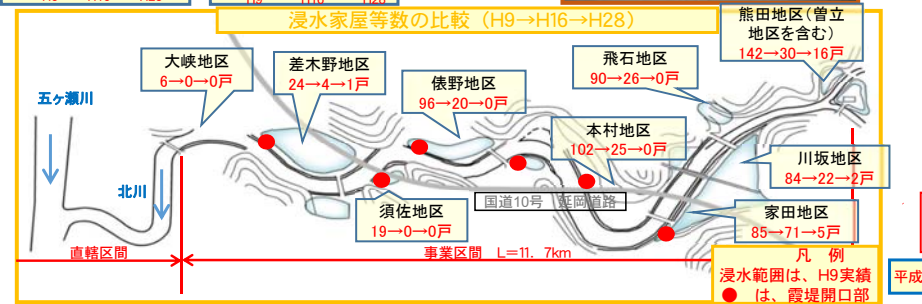 浸水家屋等数の比較（H9→H16→H28）
熊田地区（曽立
地区を含む）
142→30→16戸
大峡地区
6→0→0戸
差木野地区
24→4→1戸
俵野地区
96→20→0戸
飛石地区
90→26→0戸
五ヶ瀬川
本村地区
102→25→0戸
川坂地区
84→22→2戸
北川
須佐地区
19→0→0戸
国道10号 延岡道路
家田地区
85→71→5戸
直轄区間
事業区間 L=11．7km
凡 例
浸水範囲は、H9実績
● は、霞堤開口部
平成